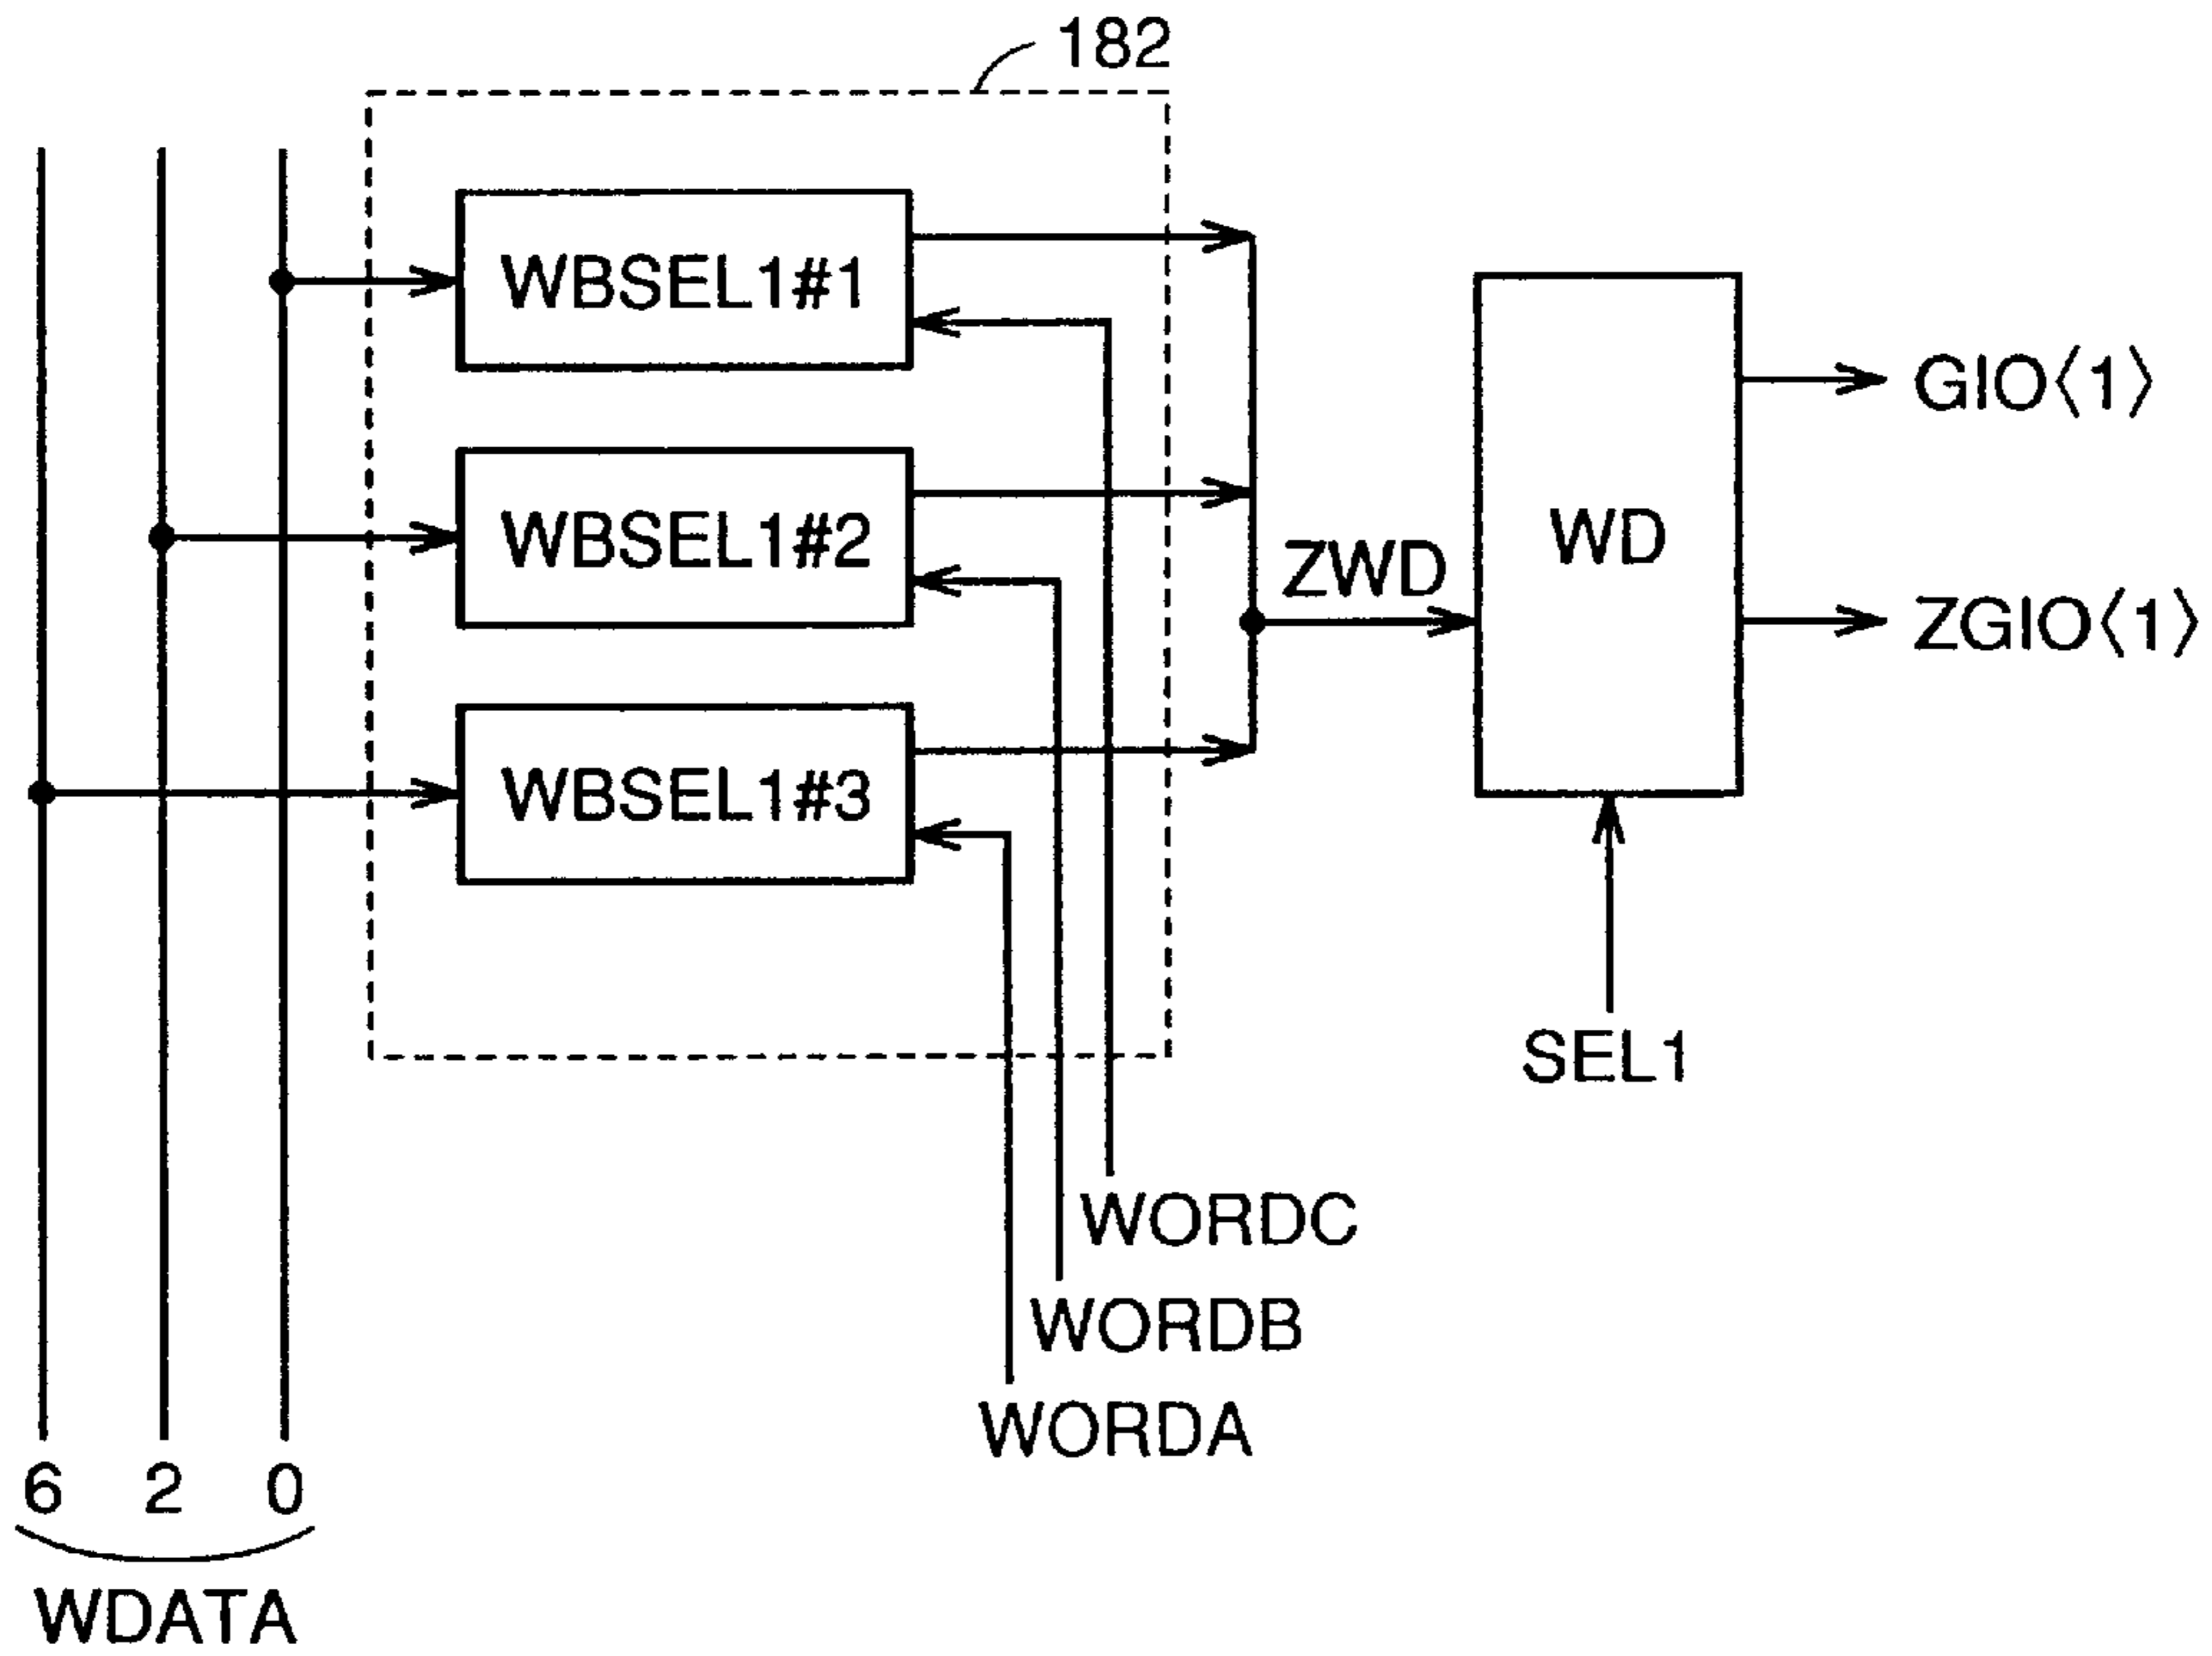 182
WBSEL1#1
GIO⟨1⟩
WBSEL1#2
WD
ZWD
ZGIO⟨1⟩
WBSEL1#3
SEL1
WORDC
WORDB
WORDA
6 2 0
WDATA